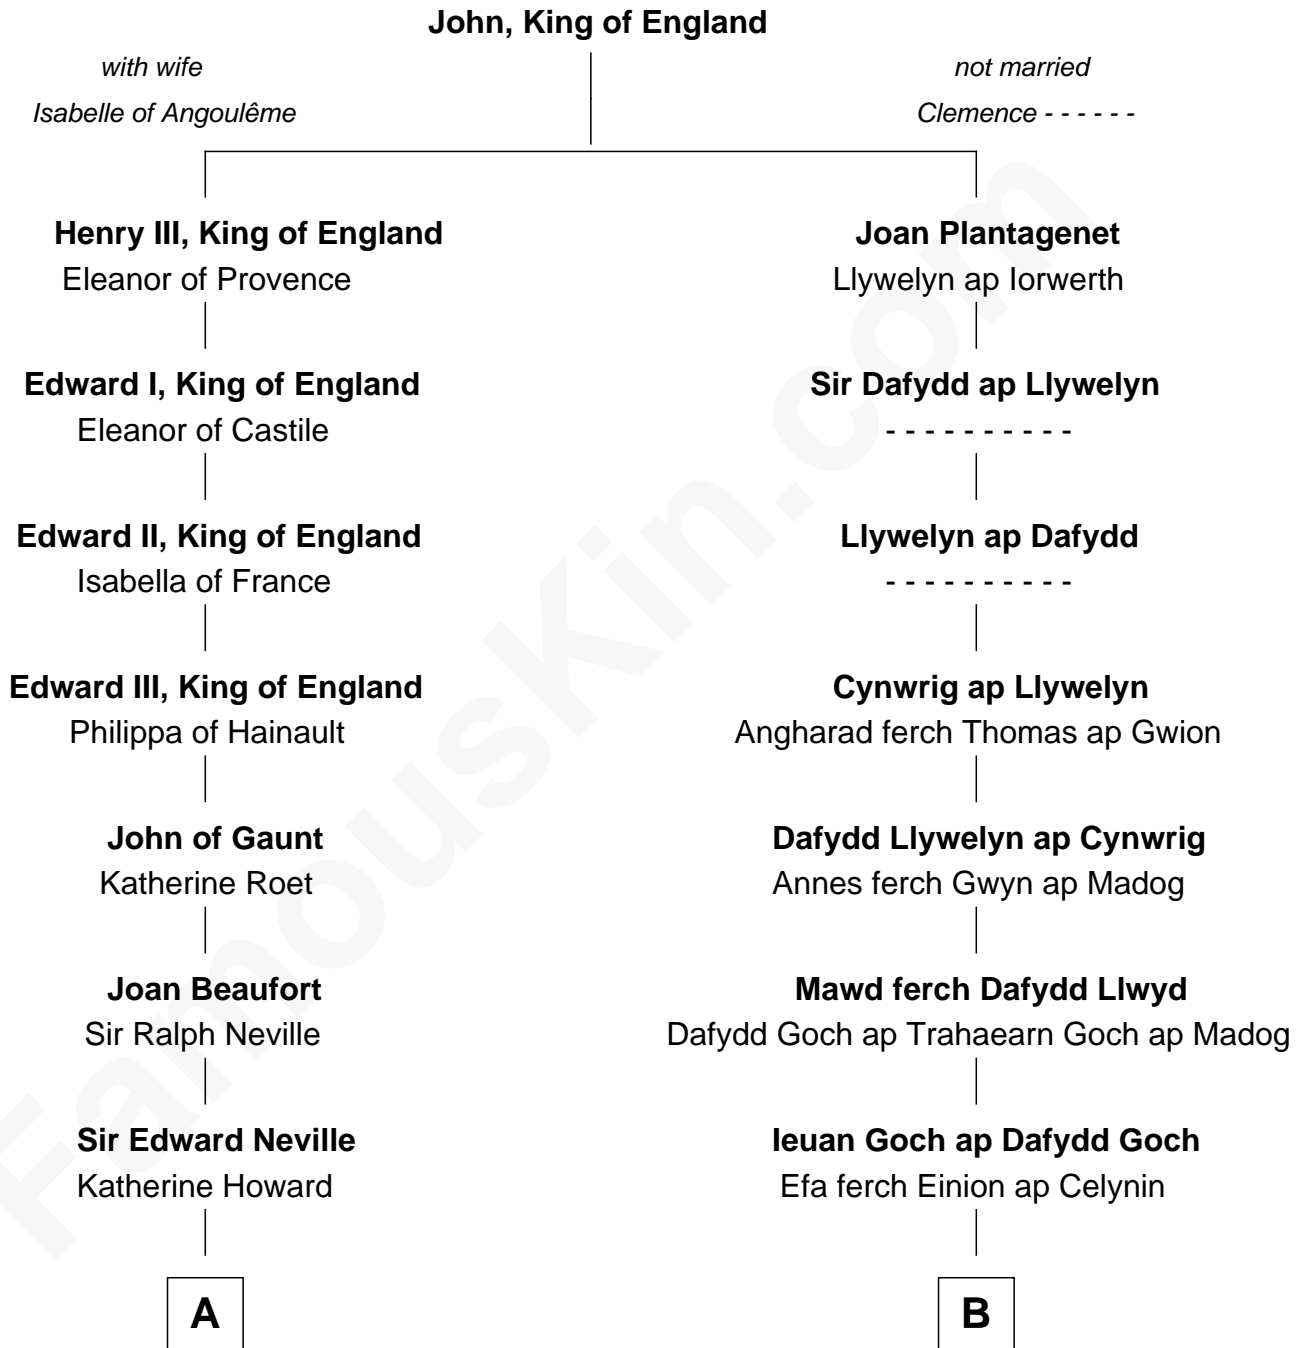 John, King of England
with wife
Isabelle of Angoulême
not married
Clemence - - - - - -
Henry III, King of England
Eleanor of Provence
Joan Plantagenet
Llywelyn ap Iorwerth
Edward I, King of England
Eleanor of Castile
Sir Dafydd ap Llywelyn
- - - - - - - - - -
Edward II, King of England
Isabella of France
Llywelyn ap Dafydd
- - - - - - - - - -
Edward III, King of England
Philippa of Hainault
Cynwrig ap Llywelyn
Angharad ferch Thomas ap Gwion
John of Gaunt
Katherine Roet
Dafydd Llywelyn ap Cynwrig
Annes ferch Gwyn ap Madog
Joan Beaufort
Sir Ralph Neville
Mawd ferch Dafydd Llwyd
Dafydd Goch ap Trahaearn Goch ap Madog
Sir Edward Neville
Katherine Howard
Ieuan Goch ap Dafydd Goch
Efa ferch Einion ap Celynin
A
B
FamousKin.com